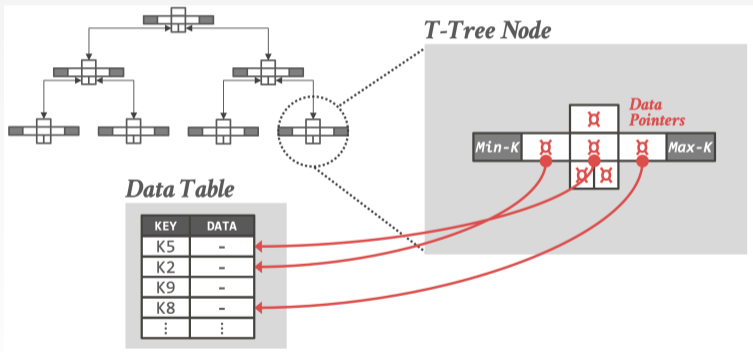 T-Tree Node
Data
Pointers
Min-K ¤ ¤ ¤ ¤ ¤ ¤ Max-K
Data Table
KEY DATA
K5 -
K2 -
K9 -
K8 -
⋮ ⋮